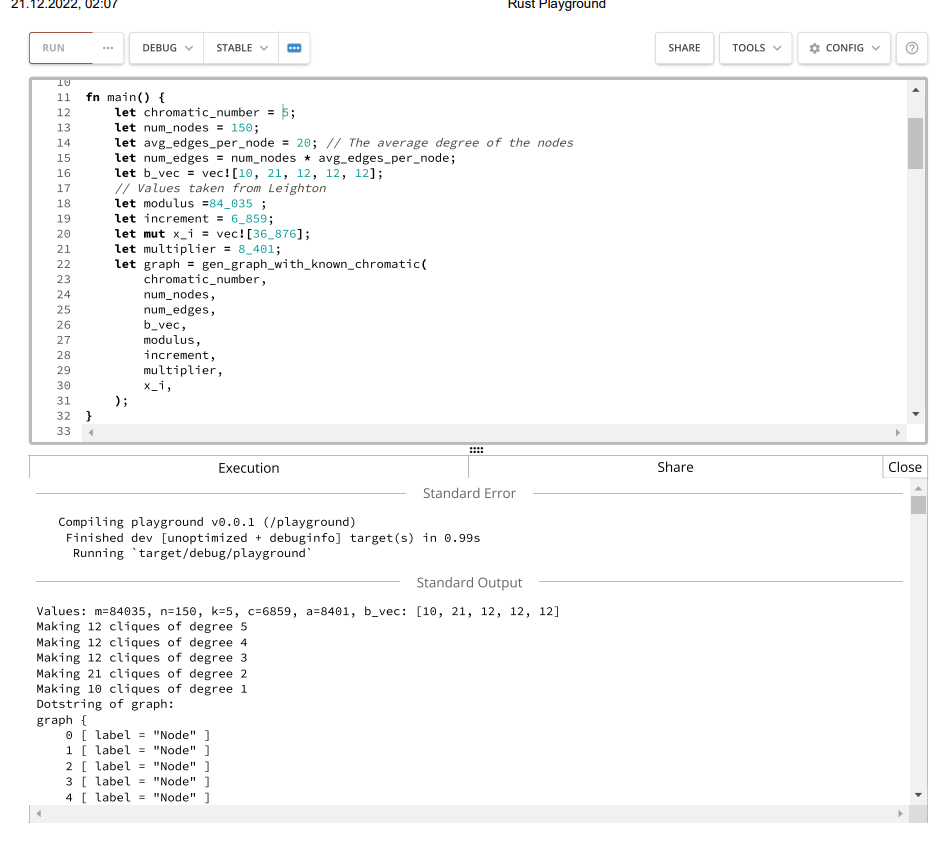 21.12.2022, 02:07 Rust Playground
RUN ··· DEBUG STABLE ··· SHARE TOOLS CONFIG ?
10
11 fn main() {
12     let chromatic_number = 5;
13     let num_nodes = 150;
14     let avg_edges_per_node = 20; // The average degree of the nodes
15     let num_edges = num_nodes * avg_edges_per_node;
16     let b_vec = vec![10, 21, 12, 12, 12];
17     // Values taken from Leighton
18     let modulus =84_035 ;
19     let increment = 6_859;
20     let mut x_i = vec![36_876];
21     let multiplier = 8_401;
22     let graph = gen_graph_with_known_chromatic(
23         chromatic_number,
24         num_nodes,
25         num_edges,
26         b_vec,
27         modulus,
28         increment,
29         multiplier,
30         x_i,
31     );
32 }
33
Execution Share Close
Standard Error
   Compiling playground v0.0.1 (/playground)
    Finished dev [unoptimized + debuginfo] target(s) in 0.99s
     Running `target/debug/playground`
Standard Output
Values: m=84035, n=150, k=5, c=6859, a=8401, b_vec: [10, 21, 12, 12, 12]
Making 12 cliques of degree 5
Making 12 cliques of degree 4
Making 12 cliques of degree 3
Making 21 cliques of degree 2
Making 10 cliques of degree 1
Dotstring of graph:
graph {
    0 [ label = "Node" ]
    1 [ label = "Node" ]
    2 [ label = "Node" ]
    3 [ label = "Node" ]
    4 [ label = "Node" ]